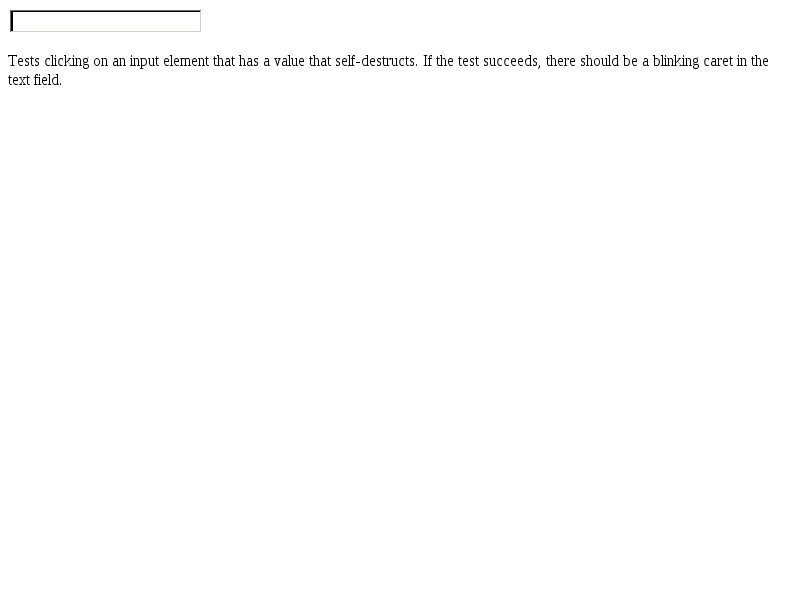 Tests clicking on an input element that has a value that self-destructs. If the test succeeds, there should be a blinking caret in the
text field.